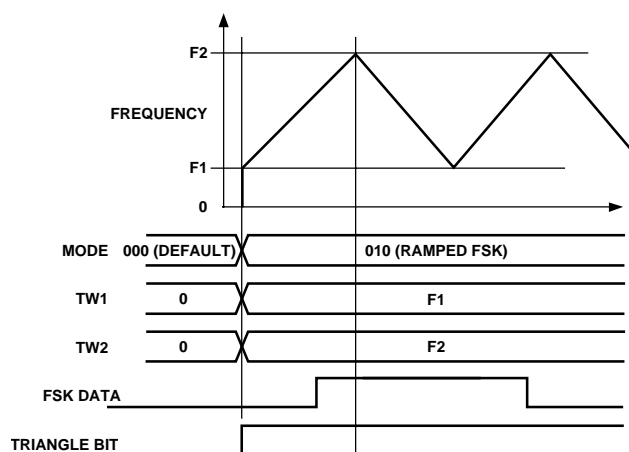 F2
FREQUENCY
F1
0
MODE 000 (DEFAULT) 010 (RAMPED FSK)
TW1 0 F1
TW2 0 F2
FSK DATA
TRIANGLE BIT